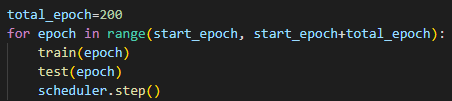 total_epoch=200
for epoch in range(start_epoch, start_epoch+total_epoch):
    train(epoch)
    test(epoch)
    scheduler.step()